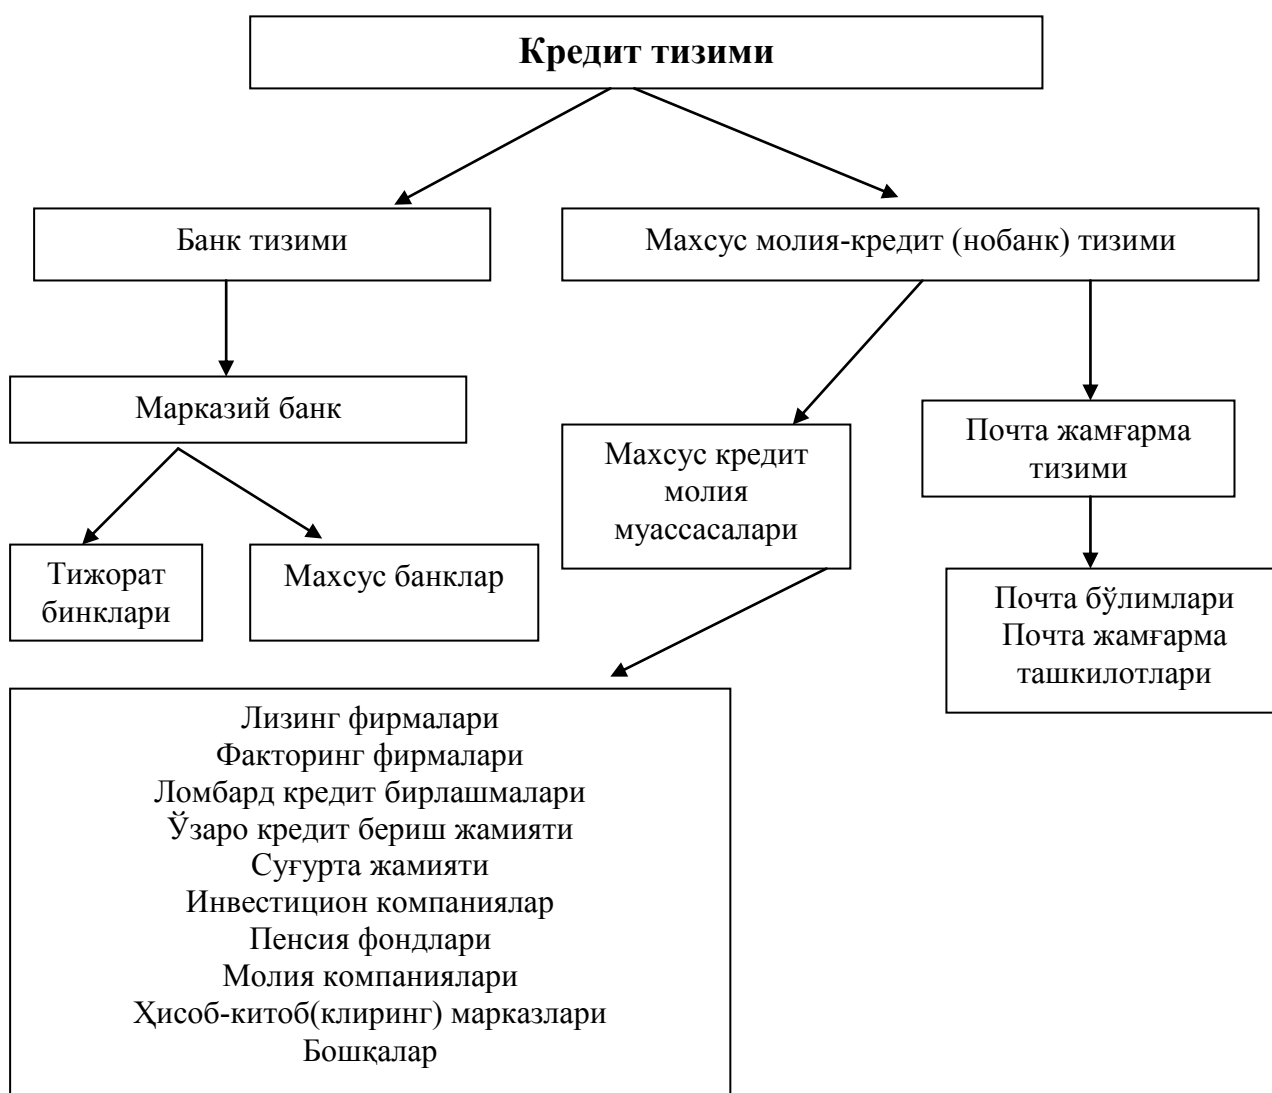 Кредит тизими
Банк тизими
Махсус молия-кредит (нобанк) тизими
Марказий банк
Махсус кредит
молия
муассасалари
Почта жамғарма
тизими
Тижорат
бинклари
Махсус банклар
Почта бўлимлари
Почта жамғарма
ташкилотлари
Лизинг фирмалари
Факторинг фирмалари
Ломбард кредит бирлашмалари
Ўзаро кредит бериш жамияти
Суғурта жамияти
Инвестицион компаниялар
Пенсия фондлари
Молия компаниялари
Ҳисоб-китоб(клиринг) марказлари
Бошқалар